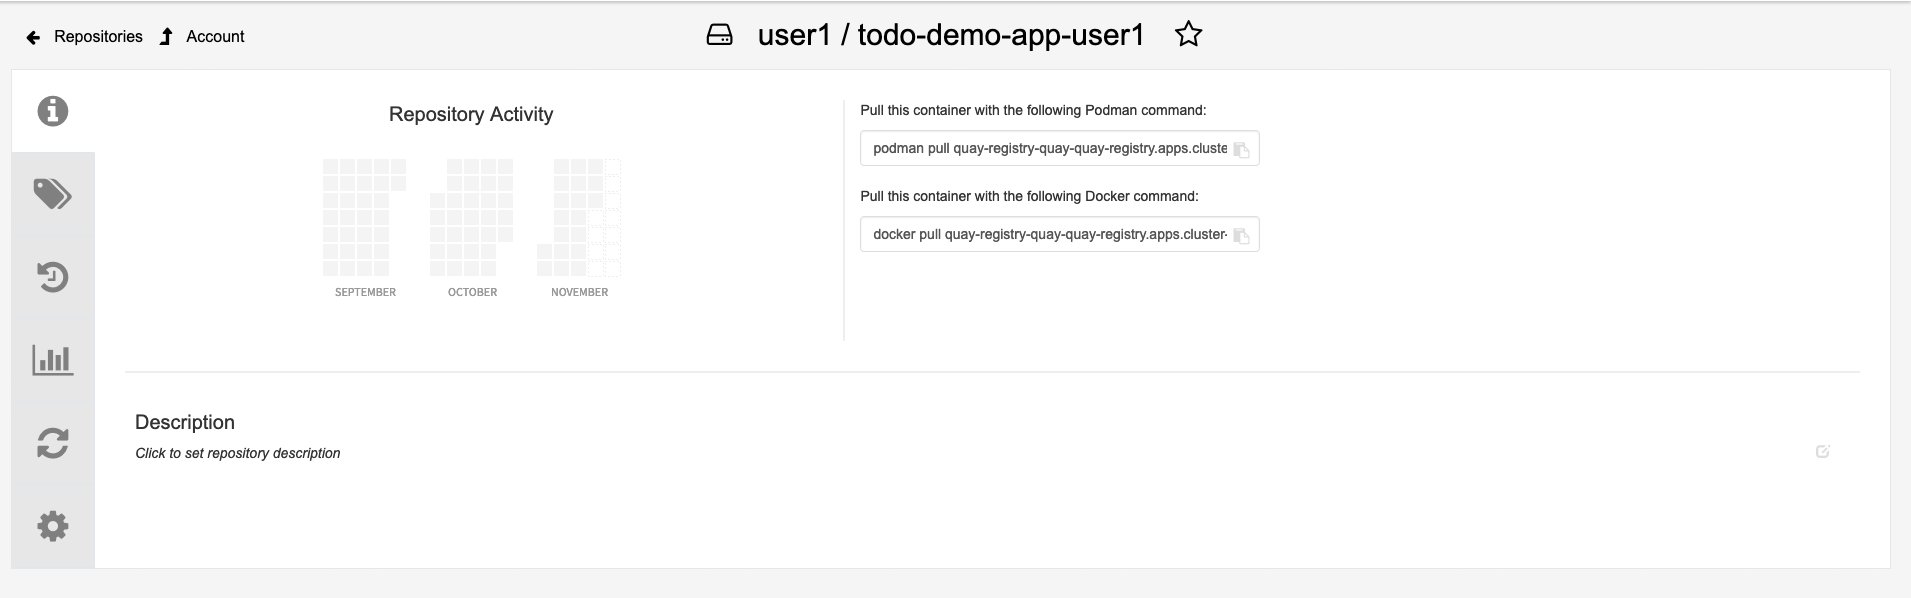 Repositories
Account
user1 / todo-demo-app-user1
Repository Activity
SEPTEMBER
OCTOBER
NOVEMBER
Pull this container with the following Podman command:
podman pull quay-registry-quay-quay-registry.apps.cluste
Pull this container with the following Docker command:
docker pull quay-registry-quay-quay-registry.apps.cluster-
Description
Click to set repository description